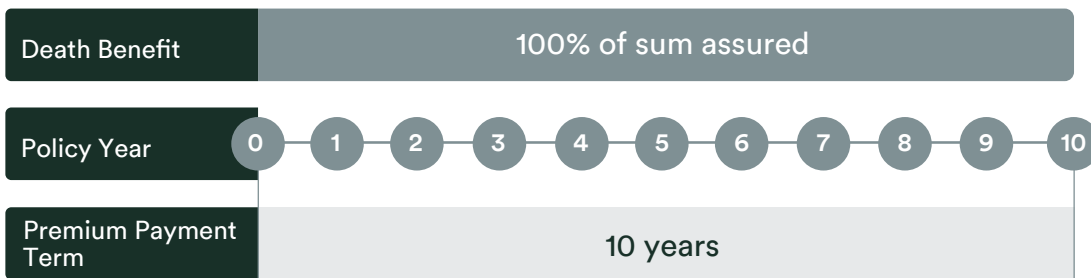 Death Benefit
100% of sum assured
Policy Year
0 1 2 3 4 5 6 7 8 9 10
Premium Payment
Term
10 years